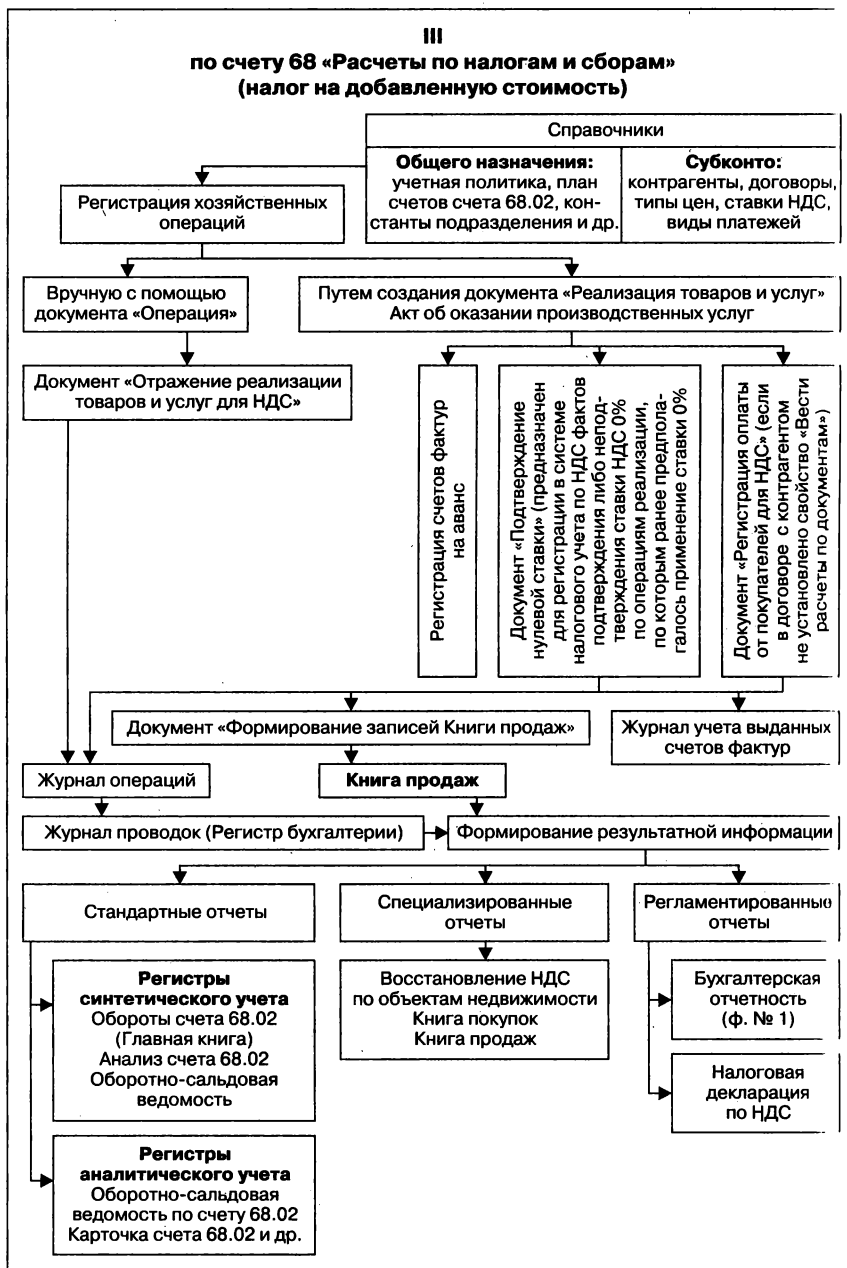 III
по счету 68 «Расчеты по налогам и сборам»
(налог на добавленную стоимость)
Справочники
Общего назначения:
учетная политика, план
счетов счета 68.02, кон-
станты подразделения и др.
Субконто:
контрагенты, договоры,
типы цен, ставки НДС,
виды платежей
Регистрация хозяйственных
операций
Вручную с помощью
документа «Операция»
Путем создания документа «Реализация товаров и услуг»
Акт об оказании производственных услуг
Документ «Отражение реализации
товаров и услуг для НДС»
Регистрация счетов фактур
на аванс
Документ «Подтверждение
нулевой ставки» (предназначен
для регистрации в системе
налогового учета по НДС фактов
подтверждения либо непод-
тверждения ставки НДС 0%
по операциям реализации,
по которым ранее предпола-
галось применение ставки 0%
Документ «Регистрация оплаты
от покупателей для НДС» (если
в договоре с контрагентом
не установлено свойство «Вести
расчеты по документам»)
Документ «Формирование записей Книги продаж»
Журнал учета выданных
счетов фактур
Журнал операций
Книга продаж
Журнал проводок (Регистр бухгалтерии)
Формирование результатной информации
Стандартные отчеты
Специализированные
отчеты
Регламентированные
отчеты
Регистры
синтетического учета
Обороты счета 68.02
(Главная книга)
Анализ счета 68.02
Оборотно-сальдовая
ведомость
Восстановление НДС
по объектам недвижимости
Книга покупок
Книга продаж
Бухгалтерская
отчетность
(ф. № 1)
Налоговая
декларация
по НДС
Регистры
аналитического учета
Оборотно-сальдовая
ведомость по счету 68.02
Карточка счета 68.02 и др.